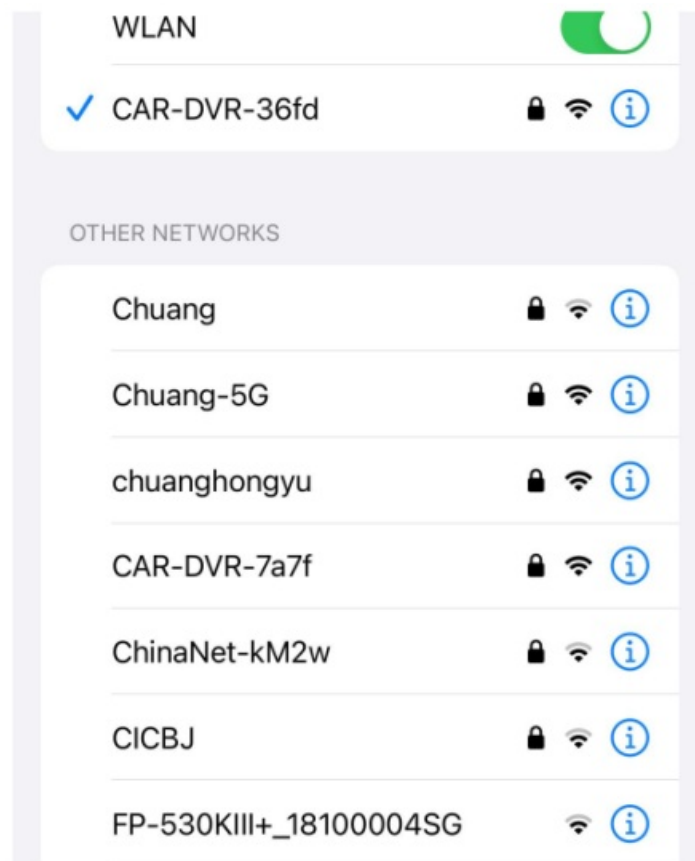 WLAN
CAR-DVR-36fd
OTHER NETWORKS
Chuang
Chuang-5G
chuanghongyu
CAR-DVR-7a7f
ChinaNet-kM2w
CICBJ
FP-530KIII+_18100004SG